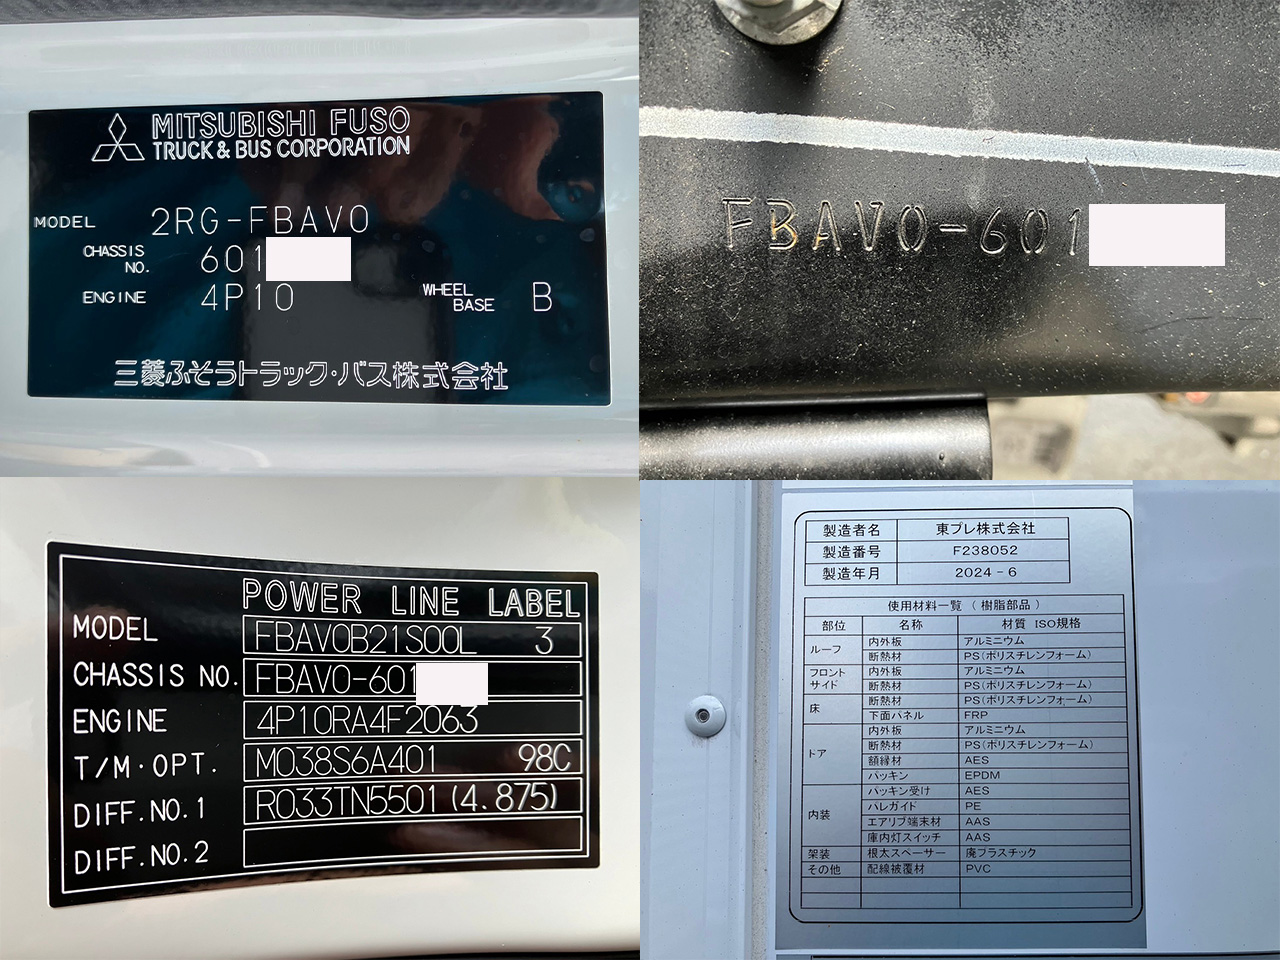 MITSUBISHI FUSO
TRUCK & BUS CORPORATION
MODEL 2RG-FBAV0
CHASSIS NO. 601
ENGINE 4P10 WHEEL BASE B
三菱ふそうトラック・バス株式会社
FBAV0-601
POWER LINE LABEL
MODEL FBAV0B21S00L 3
CHASSIS NO. FBAV0-601
ENGINE 4P10RA4F2063
T/M・OPT. M038S6A401 98C
DIFF.NO.1 R033TN5501 (4.875)
DIFF.NO.2
製造者名 東プレ株式会社
製造番号 F238052
製造年月 2024-6
使用材料一覧 (樹脂部品)
部位 名称 材質 ISO規格
ルーフ 内外板 アルミニウム
断熱材 PS(ポリスチレンフォーム)
フロント サイド 内外板 アルミニウム
断熱材 PS(ポリスチレンフォーム)
床 断熱材 PS(ポリスチレンフォーム)
下面パネル FRP
ドア 内外板 アルミニウム
断熱材 PS(ポリスチレンフォーム)
額縁材 AES
パッキン EPDM
内装 パッキン受け AES
パレガイド PE
エアリブ端末材 AAS
庫内灯スイッチ AAS
架装 根太スペーサー 廃プラスチック
その他 配線被覆材 PVC